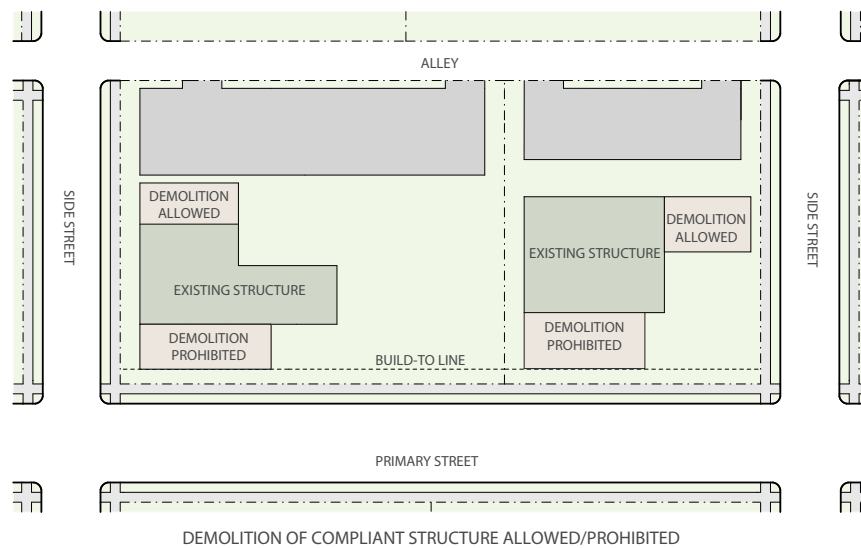 ALLEY
SIDE STREET
SIDE STREET
DEMOLITION
ALLOWED
EXISTING STRUCTURE
DEMOLITION
PROHIBITED
DEMOLITION
ALLOWED
EXISTING STRUCTURE
DEMOLITION
PROHIBITED
BUILD-TO LINE
PRIMARY STREET
DEMOLITION OF COMPLIANT STRUCTURE ALLOWED/PROHIBITED